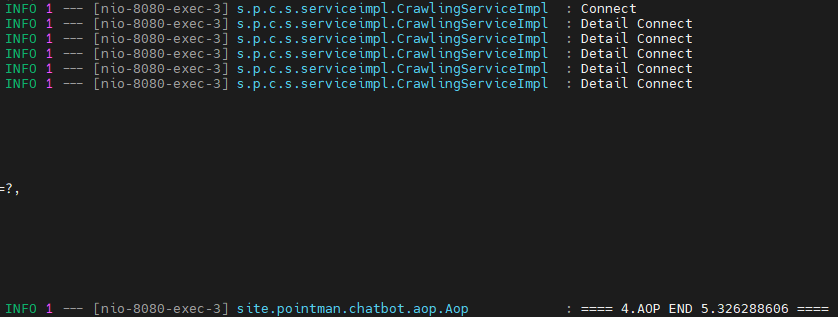 INFO 1 --- [nio-8080-exec-3] s.p.c.s.serviceimpl.CrawlingServiceImpl : Connect
INFO 1 --- [nio-8080-exec-3] s.p.c.s.serviceimpl.CrawlingServiceImpl : Detail Connect
INFO 1 --- [nio-8080-exec-3] s.p.c.s.serviceimpl.CrawlingServiceImpl : Detail Connect
INFO 1 --- [nio-8080-exec-3] s.p.c.s.serviceimpl.CrawlingServiceImpl : Detail Connect
INFO 1 --- [nio-8080-exec-3] s.p.c.s.serviceimpl.CrawlingServiceImpl : Detail Connect
INFO 1 --- [nio-8080-exec-3] s.p.c.s.serviceimpl.CrawlingServiceImpl : Detail Connect
=?,
INFO 1 --- [nio-8080-exec-3] site.pointman.chatbot.aop.Aop : ==== 4.AOP END 5.326288606 ====